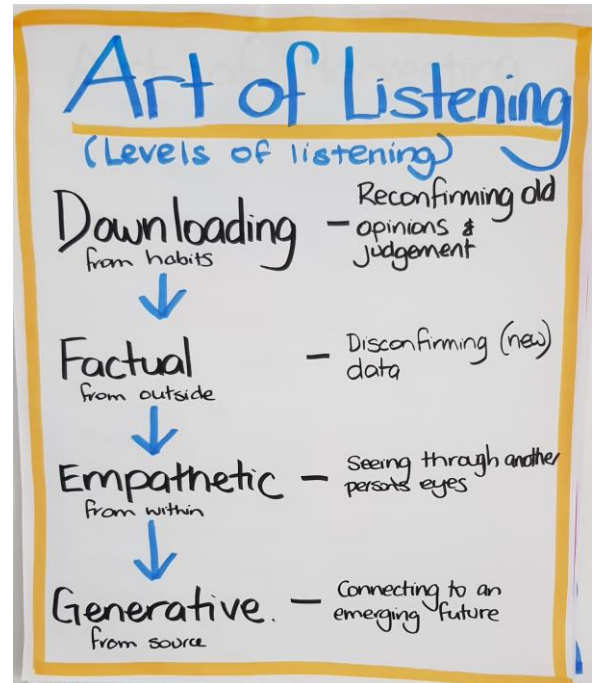 Art of Listening
(Levels of listening)
Downloading – Reconfirming old
opinions &
judgement
from habits
Factual – Disconfirming (new)
data
from outside
Empathetic – Seeing through another
persons eyes
from within
Generative. – Connecting to an
emerging future
from source